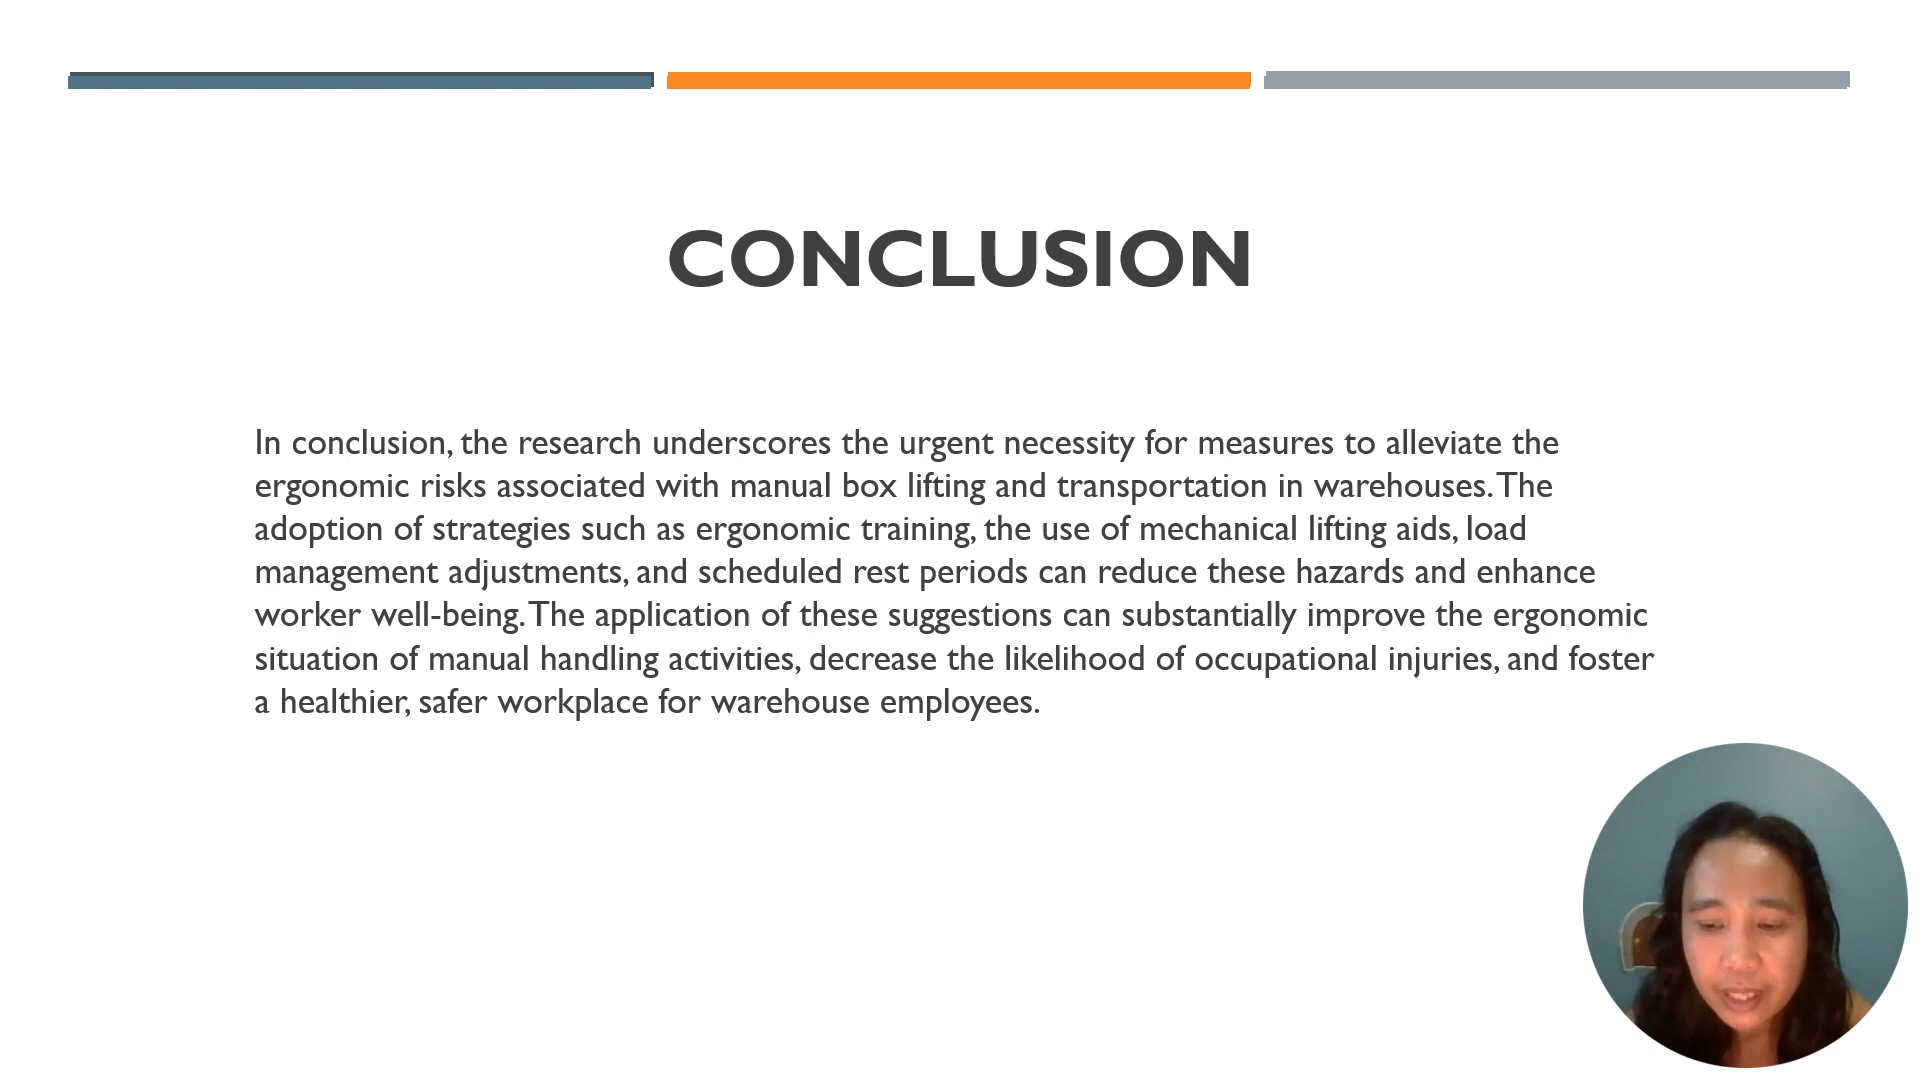 CONCLUSION
In conclusion, the research underscores the urgent necessity for measures to alleviate the
ergonomic risks associated with manual box lifting and transportation in warehouses. The
adoption of strategies such as ergonomic training, the use of mechanical lifting aids, load
management adjustments, and scheduled rest periods can reduce these hazards and enhance
worker well-being. The application of these suggestions can substantially improve the ergonomic
situation of manual handling activities, decrease the likelihood of occupational injuries, and foster
a healthier, safer workplace for warehouse employees.